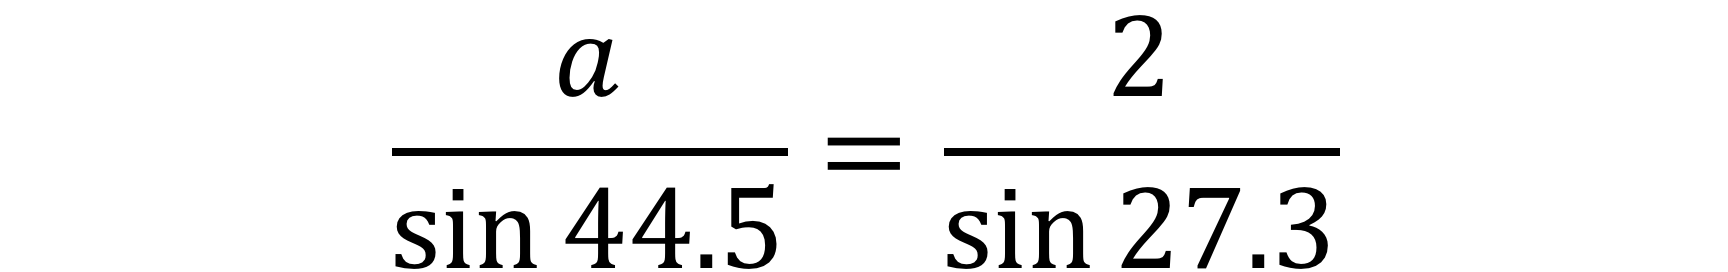 a / sin 44.5 = 2 / sin 27.3